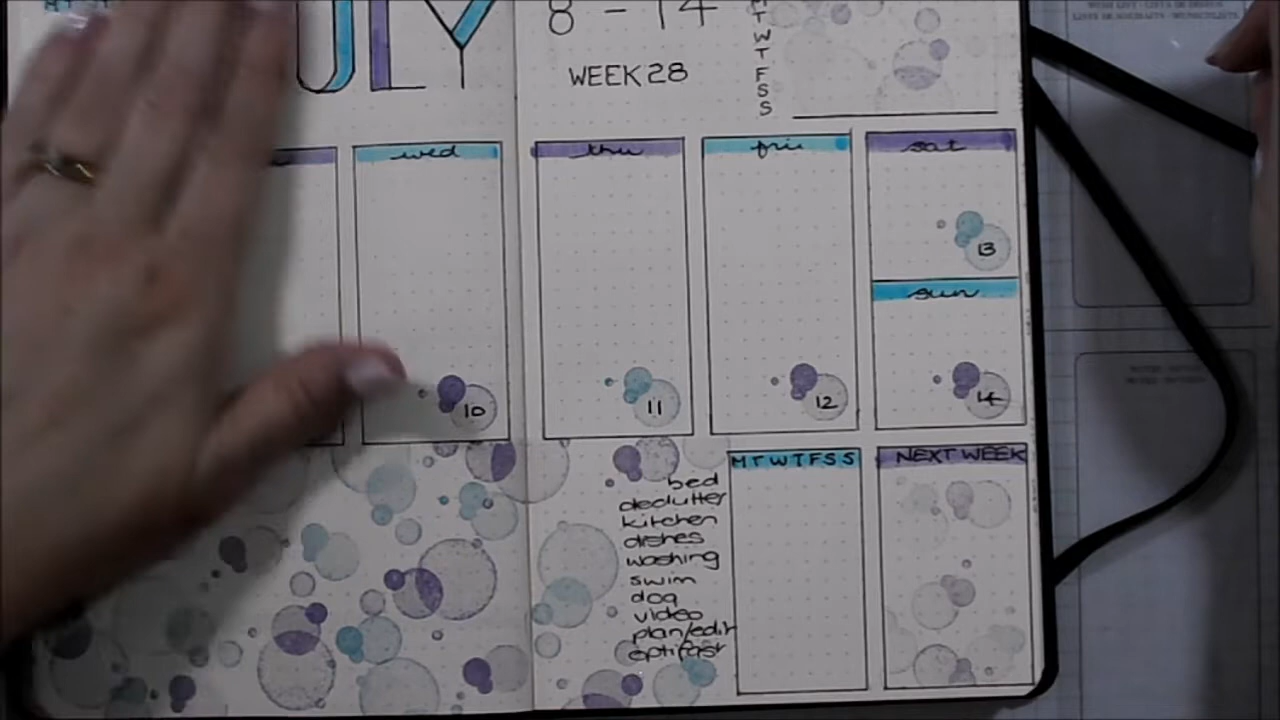 ULY
8 - 14
WEEK 28
T
W
T
F
S
S
wed
thu
fri
sat
13
sun
10
11
12
14
M T W T F S S
NEXT WEEK
bed
declutter
kitchen
dishes
washing
swim
dog
video
plan/edit
optifast